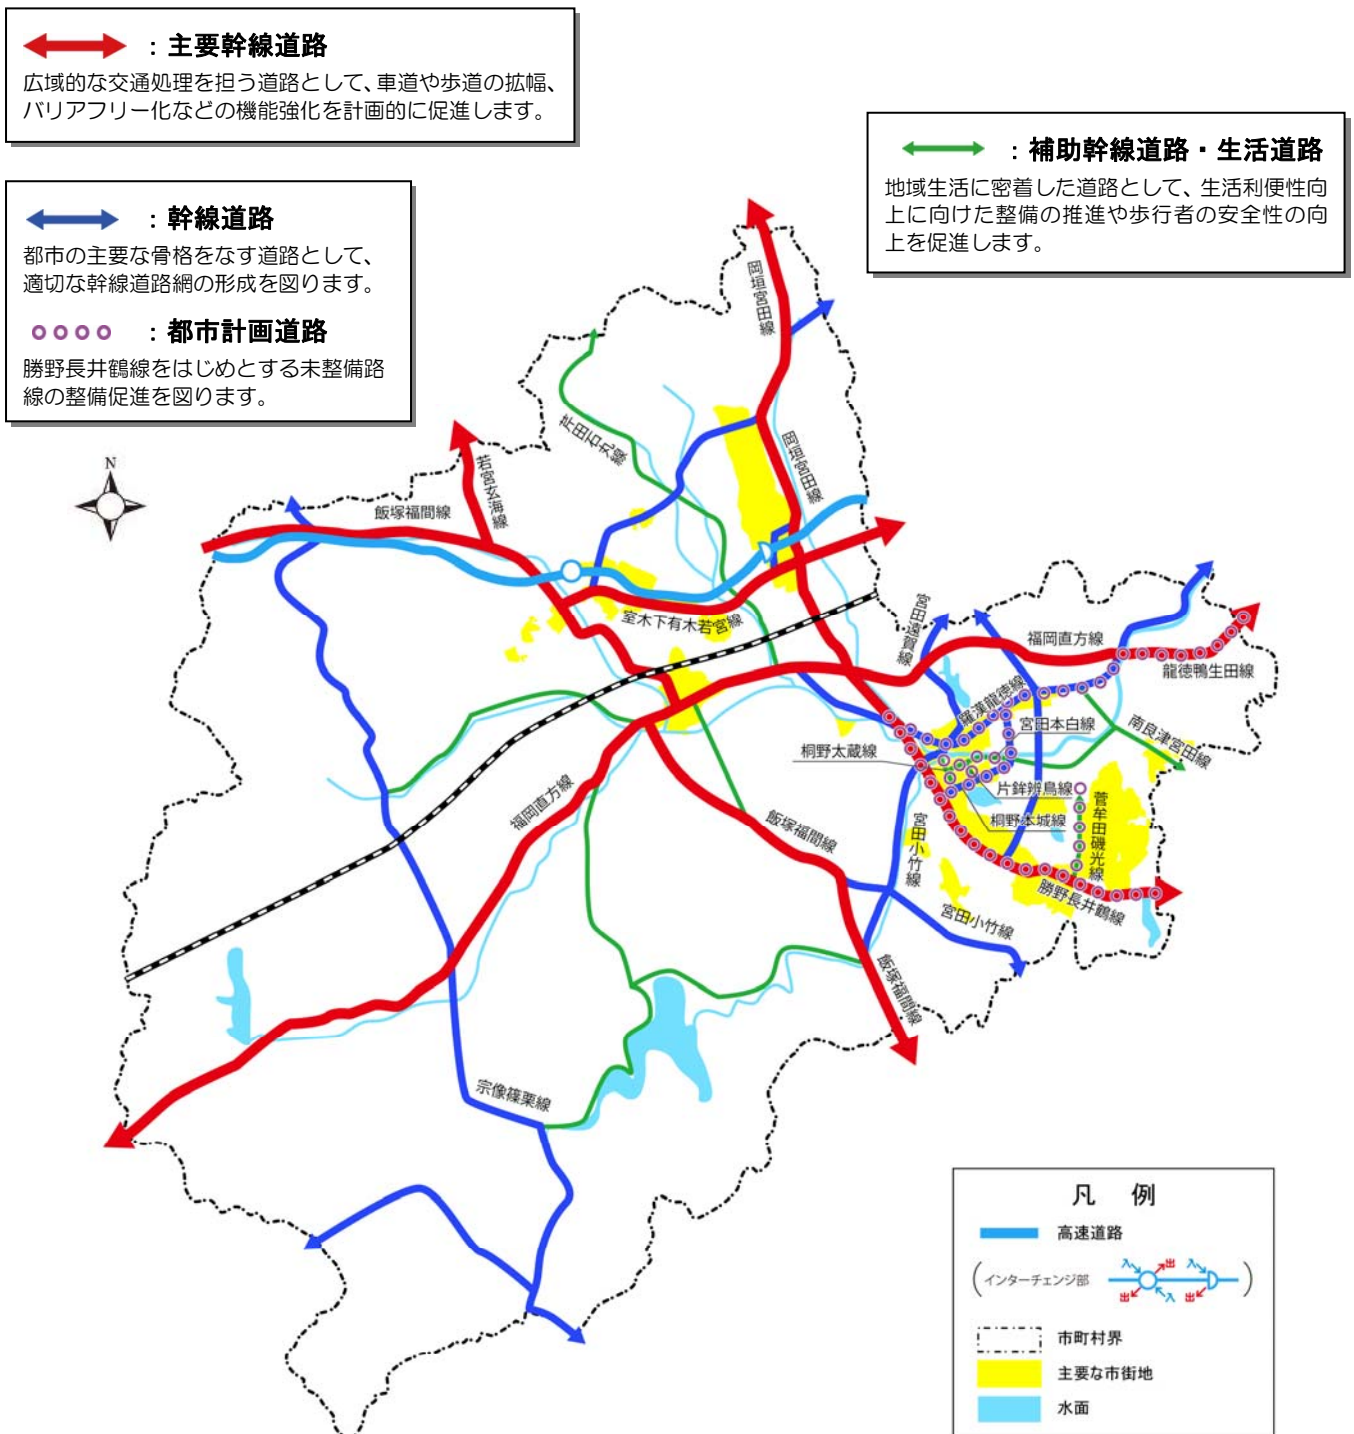 ：主要幹線道路
広域的な交通処理を担う道路として、車道や歩道の拡幅、
バリアフリー化などの機能強化を計画的に促進します。
：補助幹線道路・生活道路
地域生活に密着した道路として、生活利便性向
上に向けた整備の推進や歩行者の安全性の向
上を促進します。
：幹線道路
都市の主要な骨格をなす道路として、
適切な幹線道路網の形成を図ります。
：都市計画道路
勝野長井鶴線をはじめとする未整備路
線の整備促進を図ります。
N
岡垣宮田線
芹田石丸線
若宮玄海線
岡垣宮田線
飯塚福間線
室木下有木若宮線
宮田遠賀線
福岡直方線
龍徳鴨生田線
羅漢龍徳線
宮田本白線
南良津宮田線
桐野太蔵線
片鉾辨鳥線
桐野本城線
菅牟田磯光線
福岡直方線
飯塚福間線
宮田小竹線
勝野長井鶴線
宮田小竹線
飯塚福間線
宗像篠栗線
凡 例
高速道路
インターチェンジ部
入 出 入
出 入 出
市町村界
主要な市街地
水面